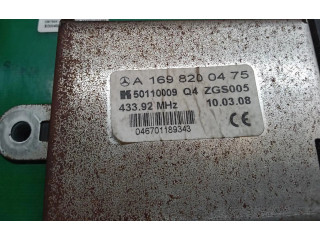 A 169 820 04 75
K 50110009 Q4 ZGS005
433.92 MHz 10.03.08
046701189343
CE